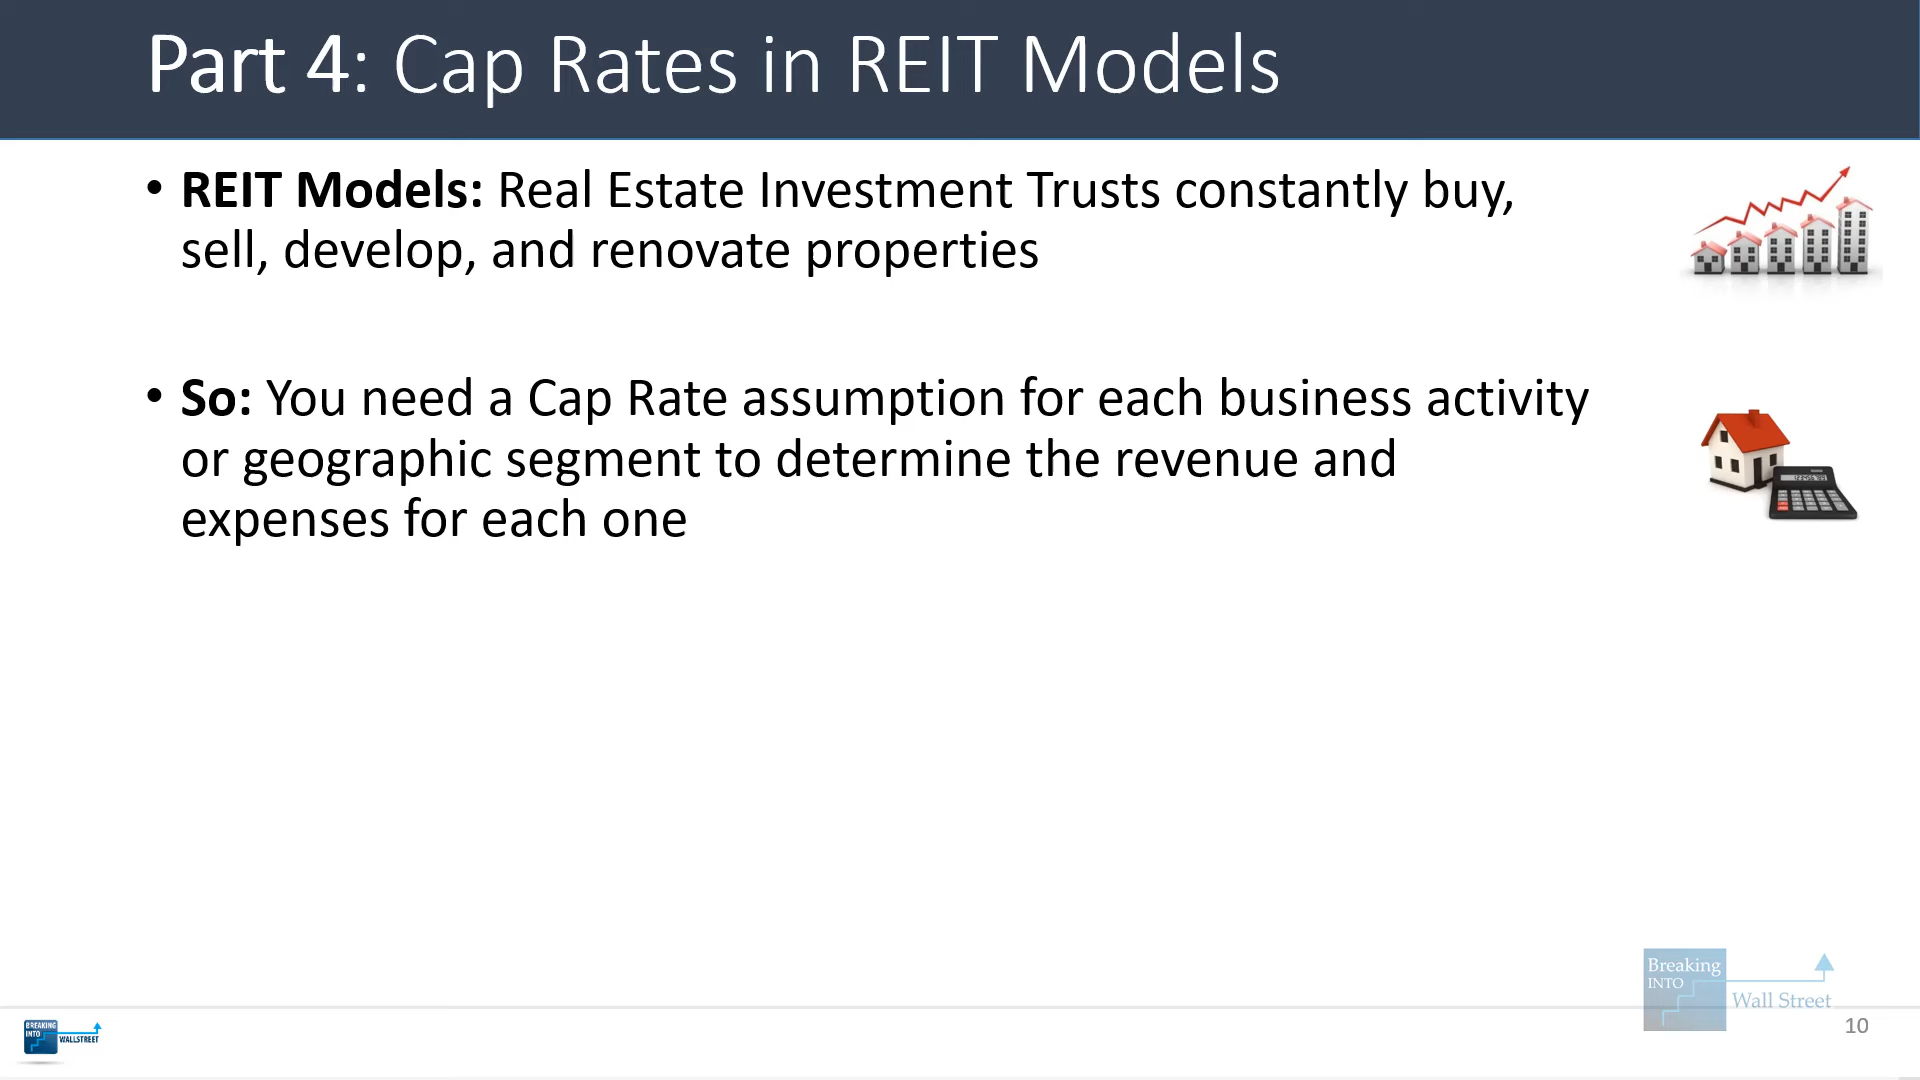 Part 4: Cap Rates in REIT Models
• REIT Models: Real Estate Investment Trusts constantly buy,
sell, develop, and renovate properties
• So: You need a Cap Rate assumption for each business activity
or geographic segment to determine the revenue and
expenses for each one
Breaking
INTO
Wall Street
BREAKING
INTO
WALLSTREET
10